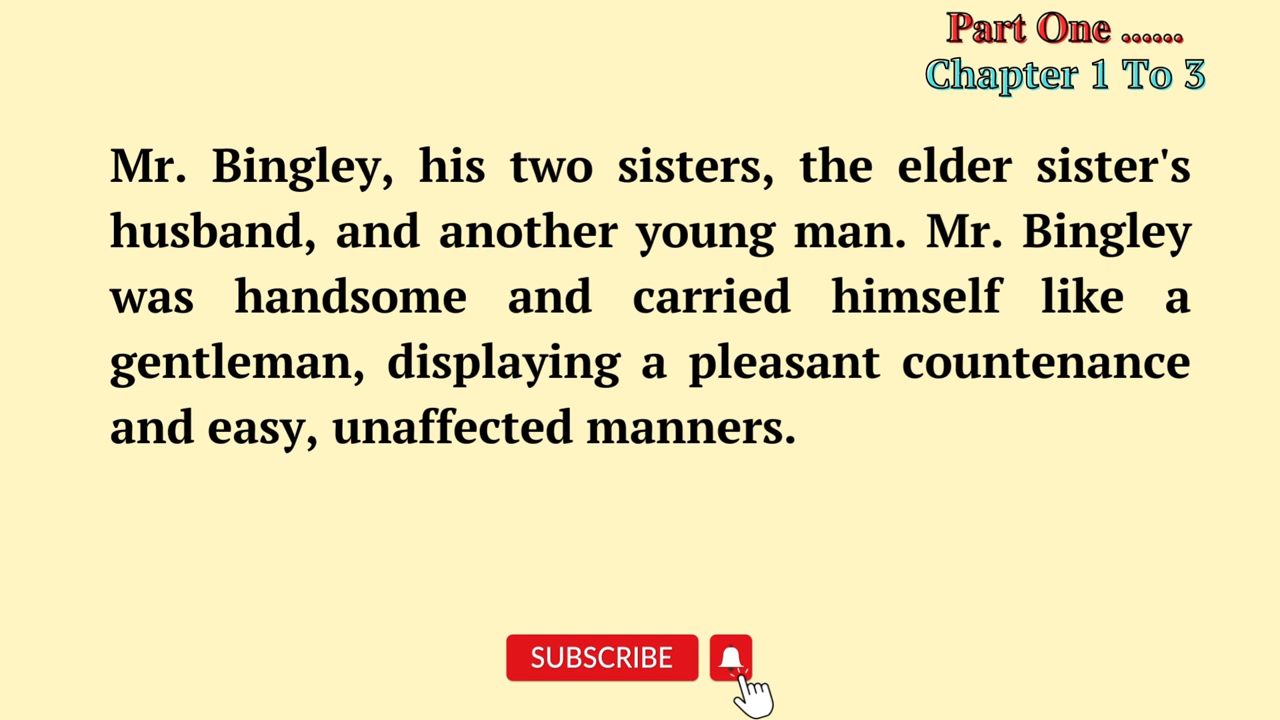 Part One ......
Chapter 1 To 3
Mr. Bingley, his two sisters, the elder sister's
husband, and another young man. Mr. Bingley
was handsome and carried himself like a
gentleman, displaying a pleasant countenance
and easy, unaffected manners.
SUBSCRIBE